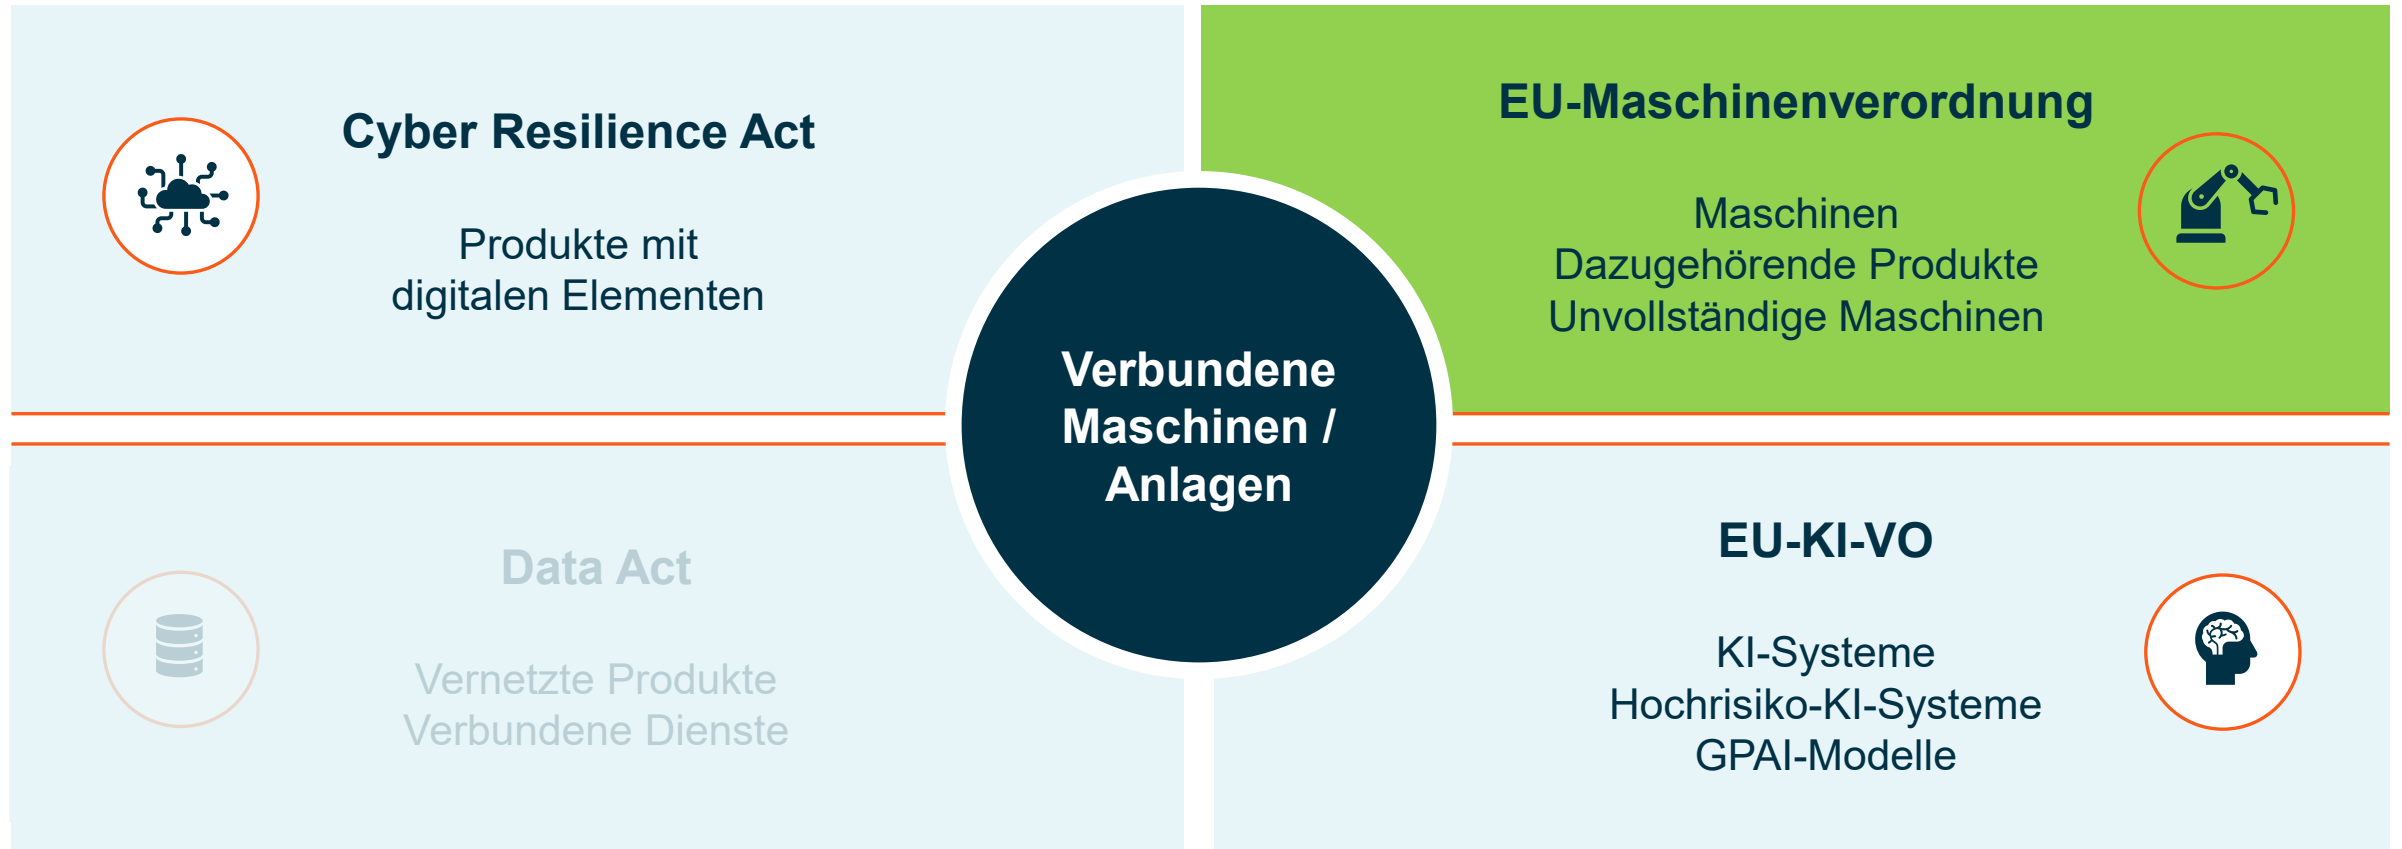 Cyber Resilience Act
Produkte mit
digitalen Elementen
EU-Maschinenverordnung
Maschinen
Dazugehörende Produkte
Unvollständige Maschinen
Verbundene
Maschinen /
Anlagen
Data Act
Vernetzte Produkte
Verbundene Dienste
EU-KI-VO
KI-Systeme
Hochrisiko-KI-Systeme
GPAI-Modelle